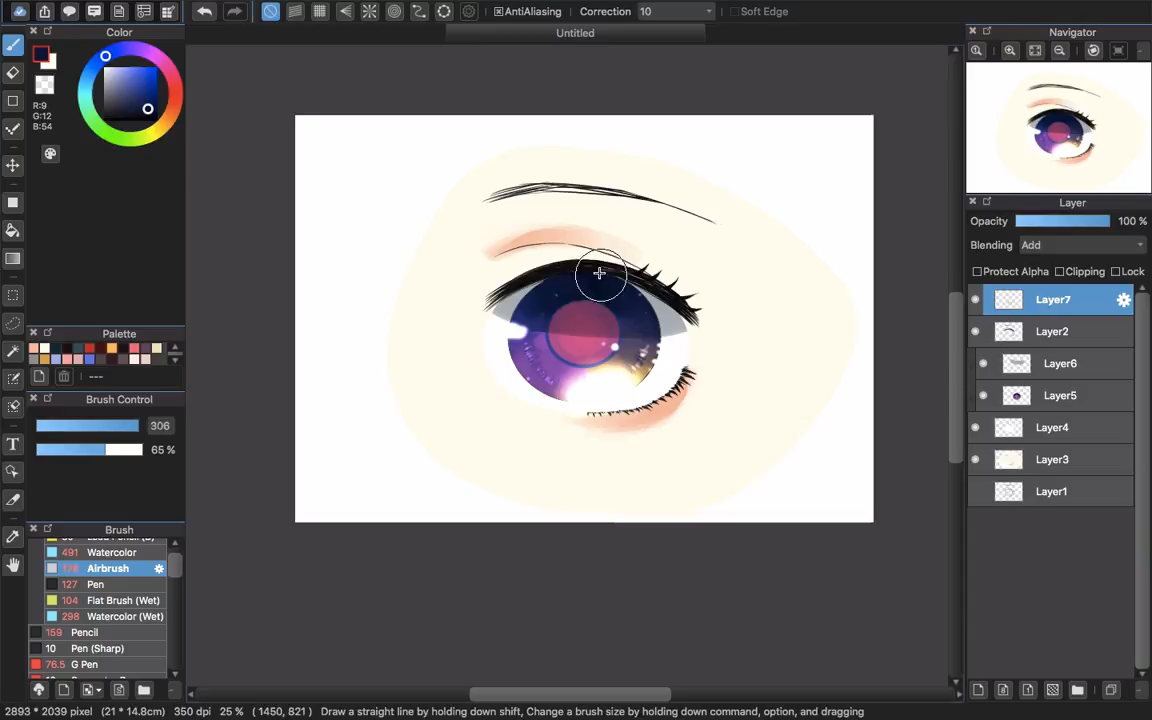 AntiAliasing Correction 10 Soft Edge
Untitled
Color
R:9
G:12
B:54
Palette
---
Brush Control
306
65 %
Brush
491 Watercolor
Airbrush
127 Pen
104 Flat Brush (Wet)
298 Watercolor (Wet)
159 Pencil
10 Pen (Sharp)
76.5 G Pen
Navigator
Layer
Opacity 100 %
Blending Add
Protect Alpha Clipping Lock
Layer7
Layer2
Layer6
Layer5
Layer4
Layer3
Layer1
2893 * 2039 pixel (21 * 14.8cm) 350 dpi 25 % ( 1450, 821 ) Draw a straight line by holding down shift, Change a brush size by holding down command, option, and dragging